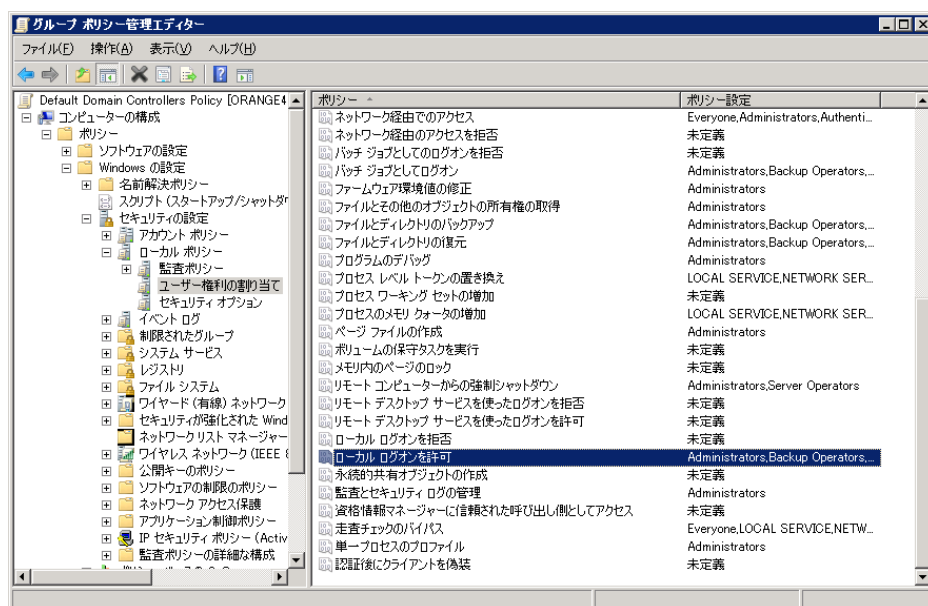 グループ ポリシー管理エディター
ファイル(F) 操作(A) 表示(V) ヘルプ(H)
Default Domain Controllers Policy [ORANGE4
コンピューターの構成
ポリシー
ソフトウェアの設定
Windows の設定
名前解決ポリシー
スクリプト (スタートアップ/シャットダ
セキュリティの設定
アカウント ポリシー
ローカル ポリシー
監査ポリシー
ユーザー権利の割り当て
セキュリティ オプション
イベント ログ
制限されたグループ
システム サービス
レジストリ
ファイル システム
ワイヤード (有線) ネットワーク
セキュリティが強化された Wind
ネットワーク リスト マネージャー
ワイヤレス ネットワーク (IEEE
公開キーのポリシー
ソフトウェアの制限のポリシー
ネットワーク アクセス保護
アプリケーション制御ポリシー
IP セキュリティ ポリシー (Activ
監査ポリシーの詳細な構成
ポリシー ポリシー設定
ネットワーク経由でのアクセス Everyone,Administrators,Authenti...
ネットワーク経由のアクセスを拒否 未定義
バッチ ジョブとしてのログオンを拒否 未定義
バッチ ジョブとしてログオン Administrators,Backup Operators,...
ファームウェア環境値の修正 Administrators
ファイルとその他のオブジェクトの所有権の取得 Administrators
ファイルとディレクトリのバックアップ Administrators,Backup Operators,...
ファイルとディレクトリの復元 Administrators,Backup Operators,...
プログラムのデバッグ Administrators
プロセス レベル トークンの置き換え LOCAL SERVICE,NETWORK SER...
プロセス ワーキング セットの増加 未定義
プロセスのメモリ クォータの増加 LOCAL SERVICE,NETWORK SER...
ページ ファイルの作成 Administrators
ボリュームの保守タスクを実行 未定義
メモリ内のページのロック 未定義
リモート コンピューターからの強制シャットダウン Administrators,Server Operators
リモート デスクトップ サービスを使ったログオンを拒否 未定義
リモート デスクトップ サービスを使ったログオンを許可 未定義
ローカル ログオンを拒否 未定義
ローカル ログオンを許可 Administrators,Backup Operators,...
永続的共有オブジェクトの作成 未定義
監査とセキュリティ ログの管理 Administrators
資格情報マネージャーに信頼された呼び出し側としてアクセス 未定義
走査チェックのバイパス Everyone,LOCAL SERVICE,NETW...
単一プロセスのプロファイル Administrators
認証後にクライアントを偽装 未定義